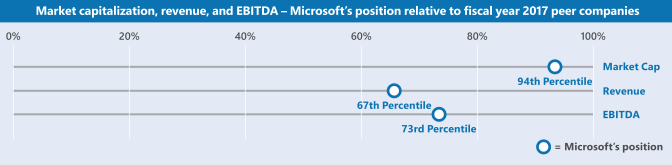 Market capitalization, revenue, and EBITDA – Microsoft's position relative to fiscal year 2017 peer companies
0% 20% 40% 60% 80% 100%
Market Cap
94th Percentile
Revenue
67th Percentile
EBITDA
73rd Percentile
= Microsoft's position